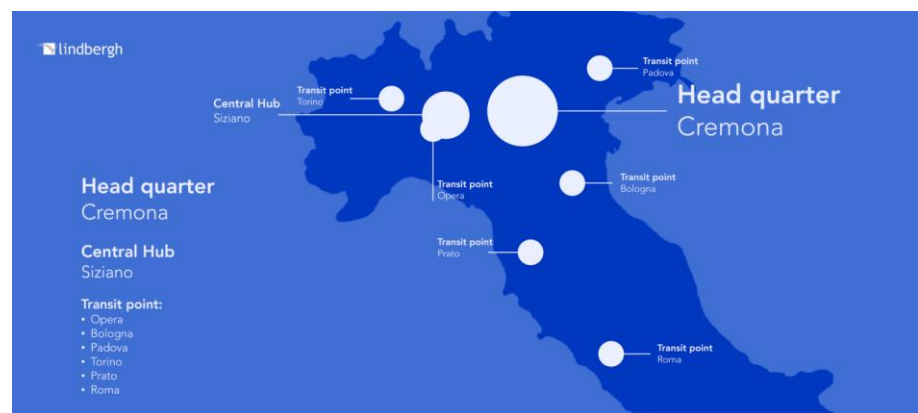 lindbergh
Transit point
Padova
Head quarter
Cremona
Transit point
Torino
Central Hub
Siziano
Transit point
Opera
Transit point
Bologna
Transit point
Prato
Transit point
Roma
Head quarter
Cremona
Central Hub
Siziano
Transit point:
• Opera
• Bologna
• Padova
• Torino
• Prato
• Roma